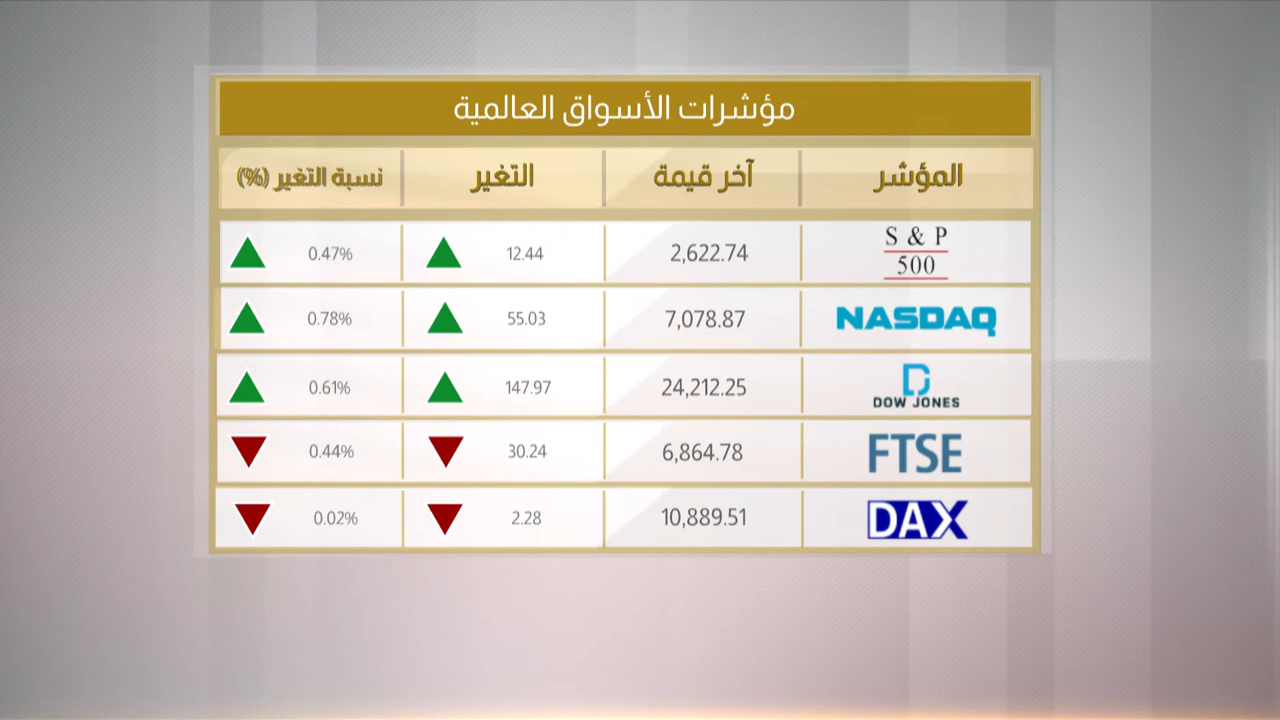 مؤشرات الأسواق العالمية
المؤشر آخر قيمة التغير نسبة التغير (%)
S & P
500 2,622.74 12.44 0.47%
NASDAQ 7,078.87 55.03 0.78%
DOW JONES 24,212.25 147.97 0.61%
FTSE 6,864.78 30.24 0.44%
DAX 10,889.51 2.28 0.02%